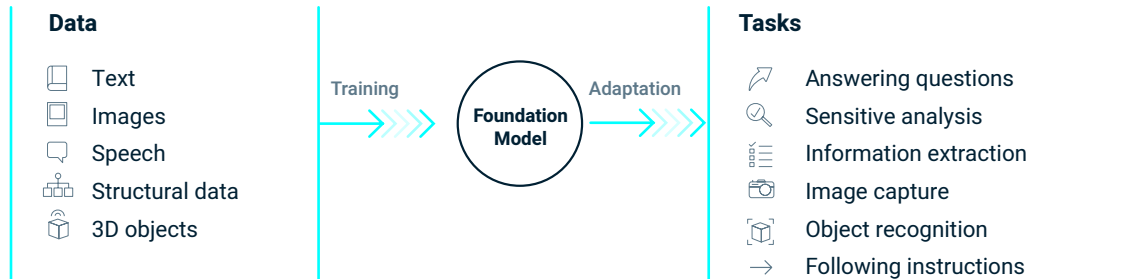 Data
Text
Images
Speech
Structural data
3D objects
Training
Foundation
Model
Adaptation
Tasks
Answering questions
Sensitive analysis
Information extraction
Image capture
Object recognition
Following instructions